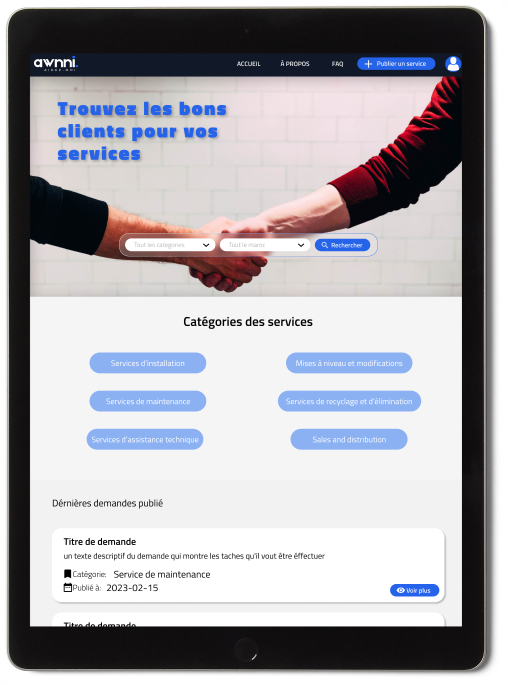 awnni.
AIDEZ-MOI
ACCUEIL
À PROPOS
FAQ
Publier un service
Trouvez les bons
clients pour vos
services
Tout les categories
Tout le maroc
Rechercher
Catégories des services
Services d'installation
Mises à niveau et modifications
Services de maintenance
Services de recyclage et d'élimination
Services d'assistance technique
Sales and distribution
Dérnières demandes publié
Titre de demande
un texte descriptif du demande qui montre les taches qu'il vout être éffectuer
Catégorie: Service de maintenance
Publié à: 2023-02-15
Voir plus
Titre de demande